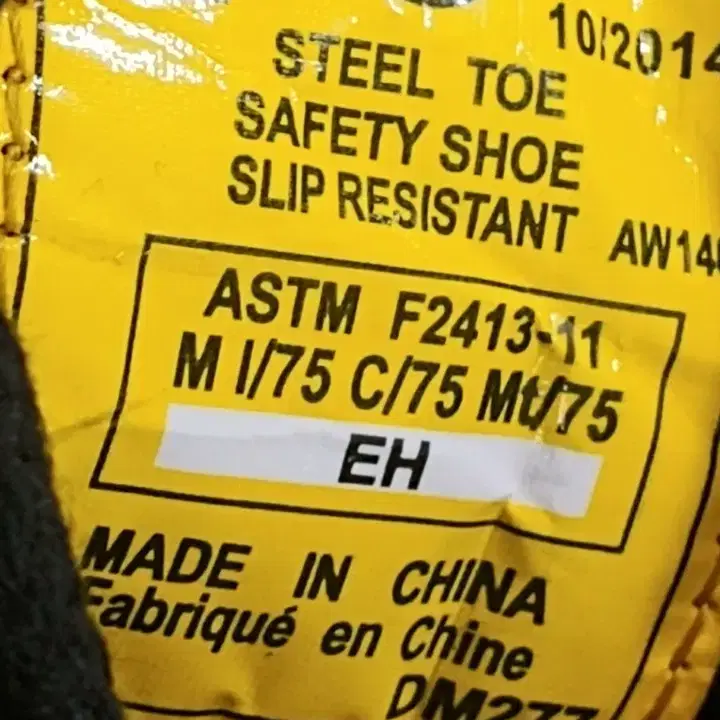 10/2014
STEEL TOE
SAFETY SHOE
SLIP RESISTANT
ASTM F2413-11
M I/75 C/75 Mt/75
EH
MADE IN CHINA
Fabriqué en Chine